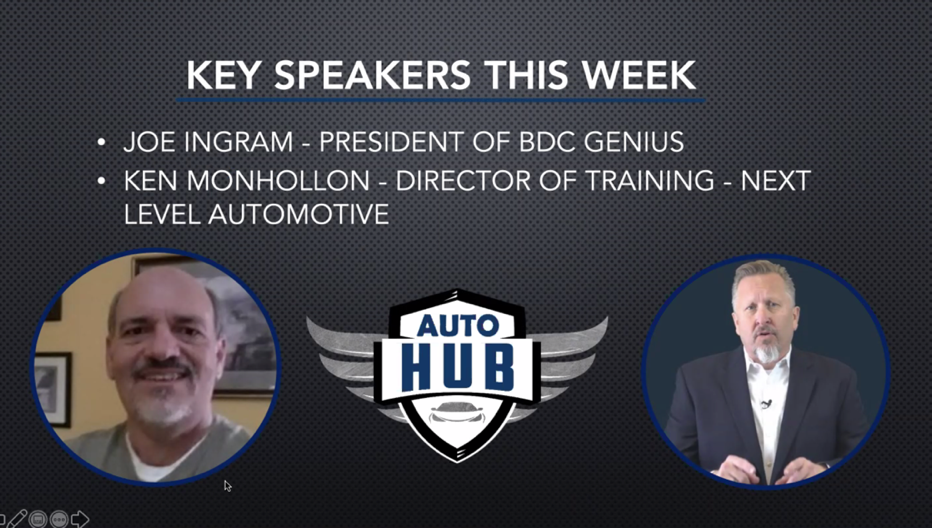 KEY SPEAKERS THIS WEEK
• JOE INGRAM - PRESIDENT OF BDC GENIUS
• KEN MONHOLLON - DIRECTOR OF TRAINING - NEXT
LEVEL AUTOMOTIVE
AUTO
HUB